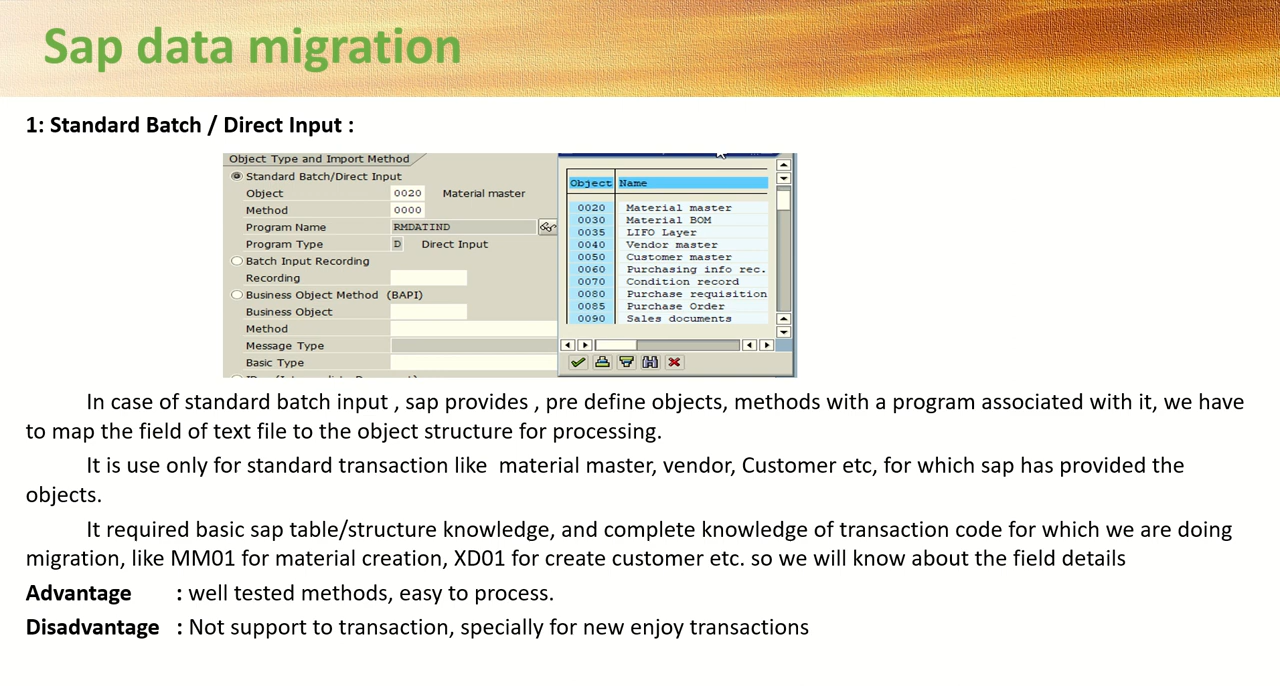 Sap data migration
1: Standard Batch / Direct Input :
Object Type and Import Method
Standard Batch/Direct Input
Object 0020 Material master
Method 0000
Program Name RMDATIND
Program Type D Direct Input
Batch Input Recording
Recording
Business Object Method (BAPI)
Business Object
Method
Message Type
Basic Type
Object Name
0020 Material master
0030 Material BOM
0035 LIFO Layer
0040 Vendor master
0050 Customer master
0060 Purchasing info rec.
0070 Condition record
0080 Purchase requisition
0085 Purchase Order
0090 Sales documents
In case of standard batch input , sap provides , pre define objects, methods with a program associated with it, we have
to map the field of text file to the object structure for processing.
It is use only for standard transaction like material master, vendor, Customer etc, for which sap has provided the
objects.
It required basic sap table/structure knowledge, and complete knowledge of transaction code for which we are doing
migration, like MM01 for material creation, XD01 for create customer etc. so we will know about the field details
Advantage : well tested methods, easy to process.
Disadvantage : Not support to transaction, specially for new enjoy transactions